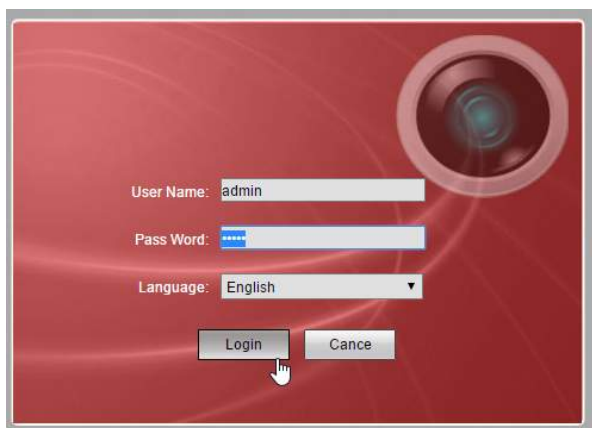 User Name: admin
Pass Word: •••••
Language: English
Login Cance